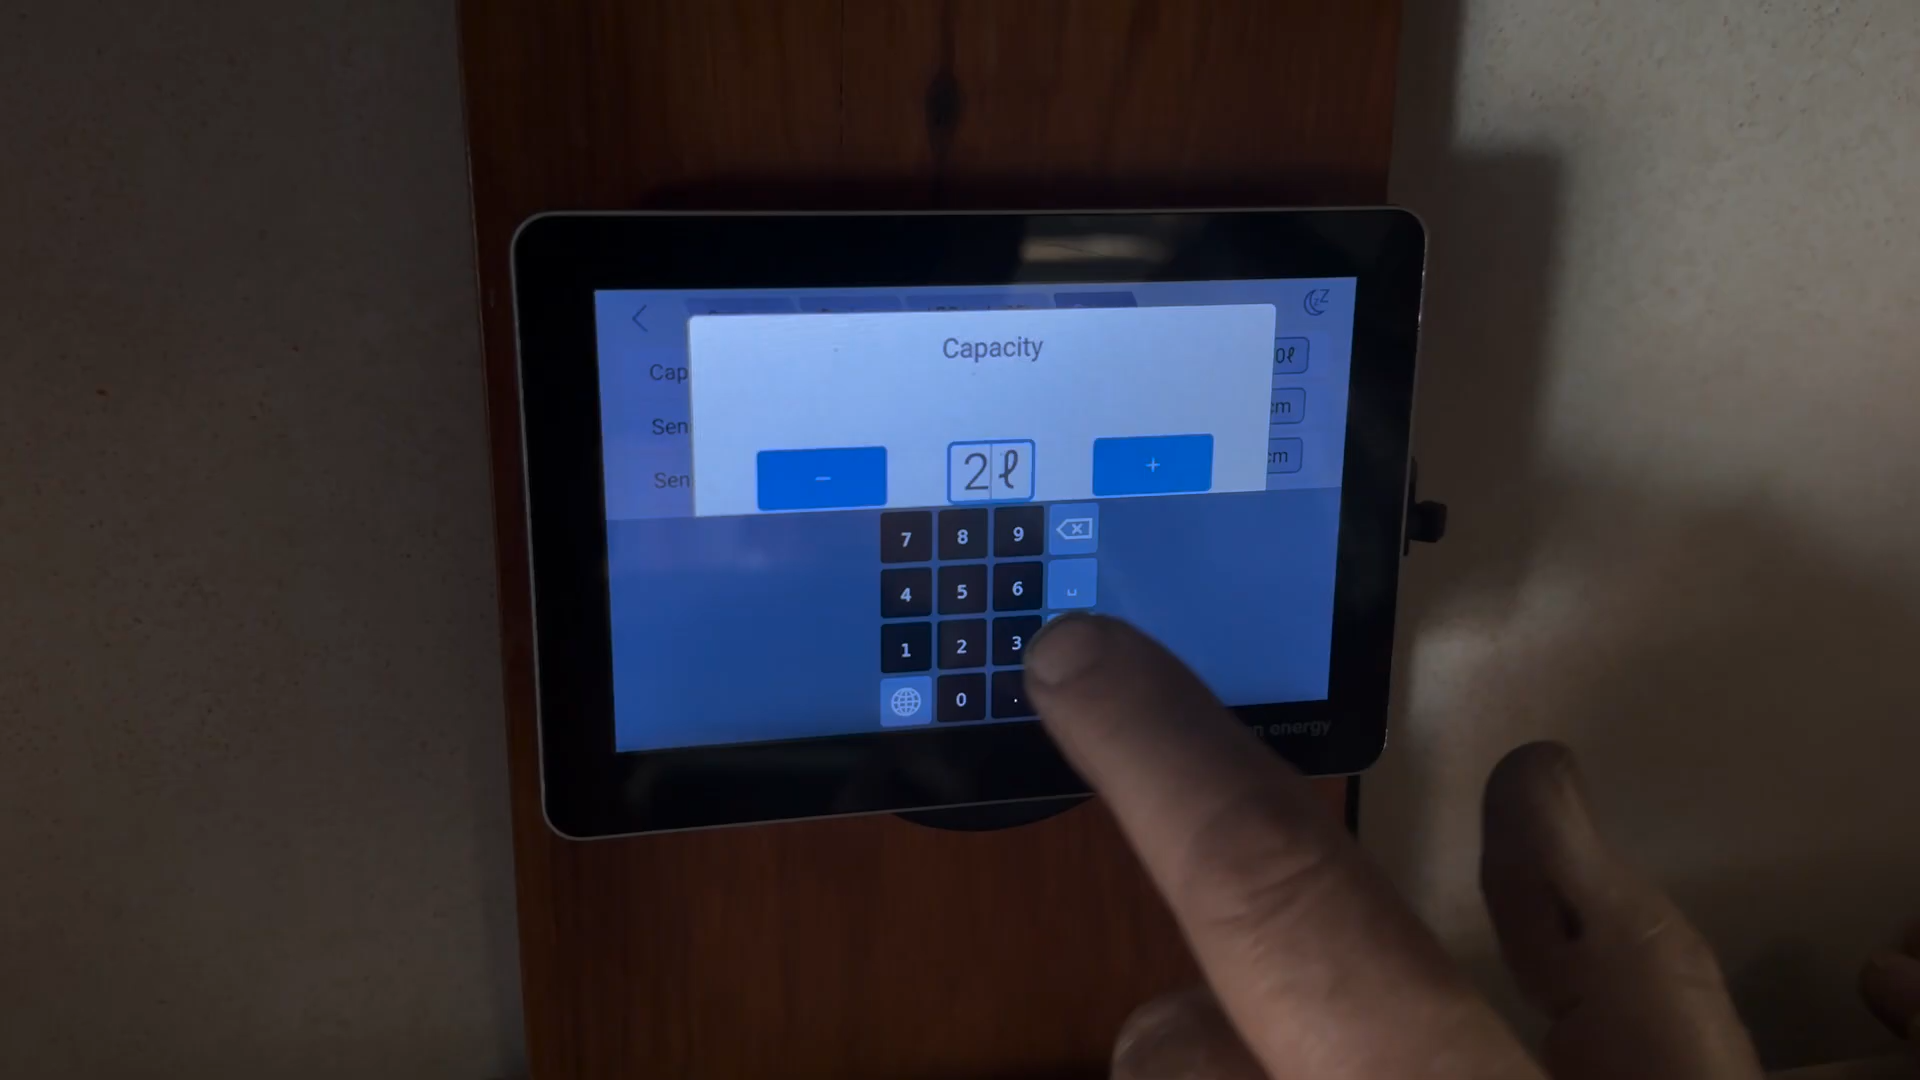 Capacity
Cap
0ℓ
Sen
cm
Sen
cm
− 2ℓ +
7 8 9
4 5 6
1 2 3
0 .
n energy